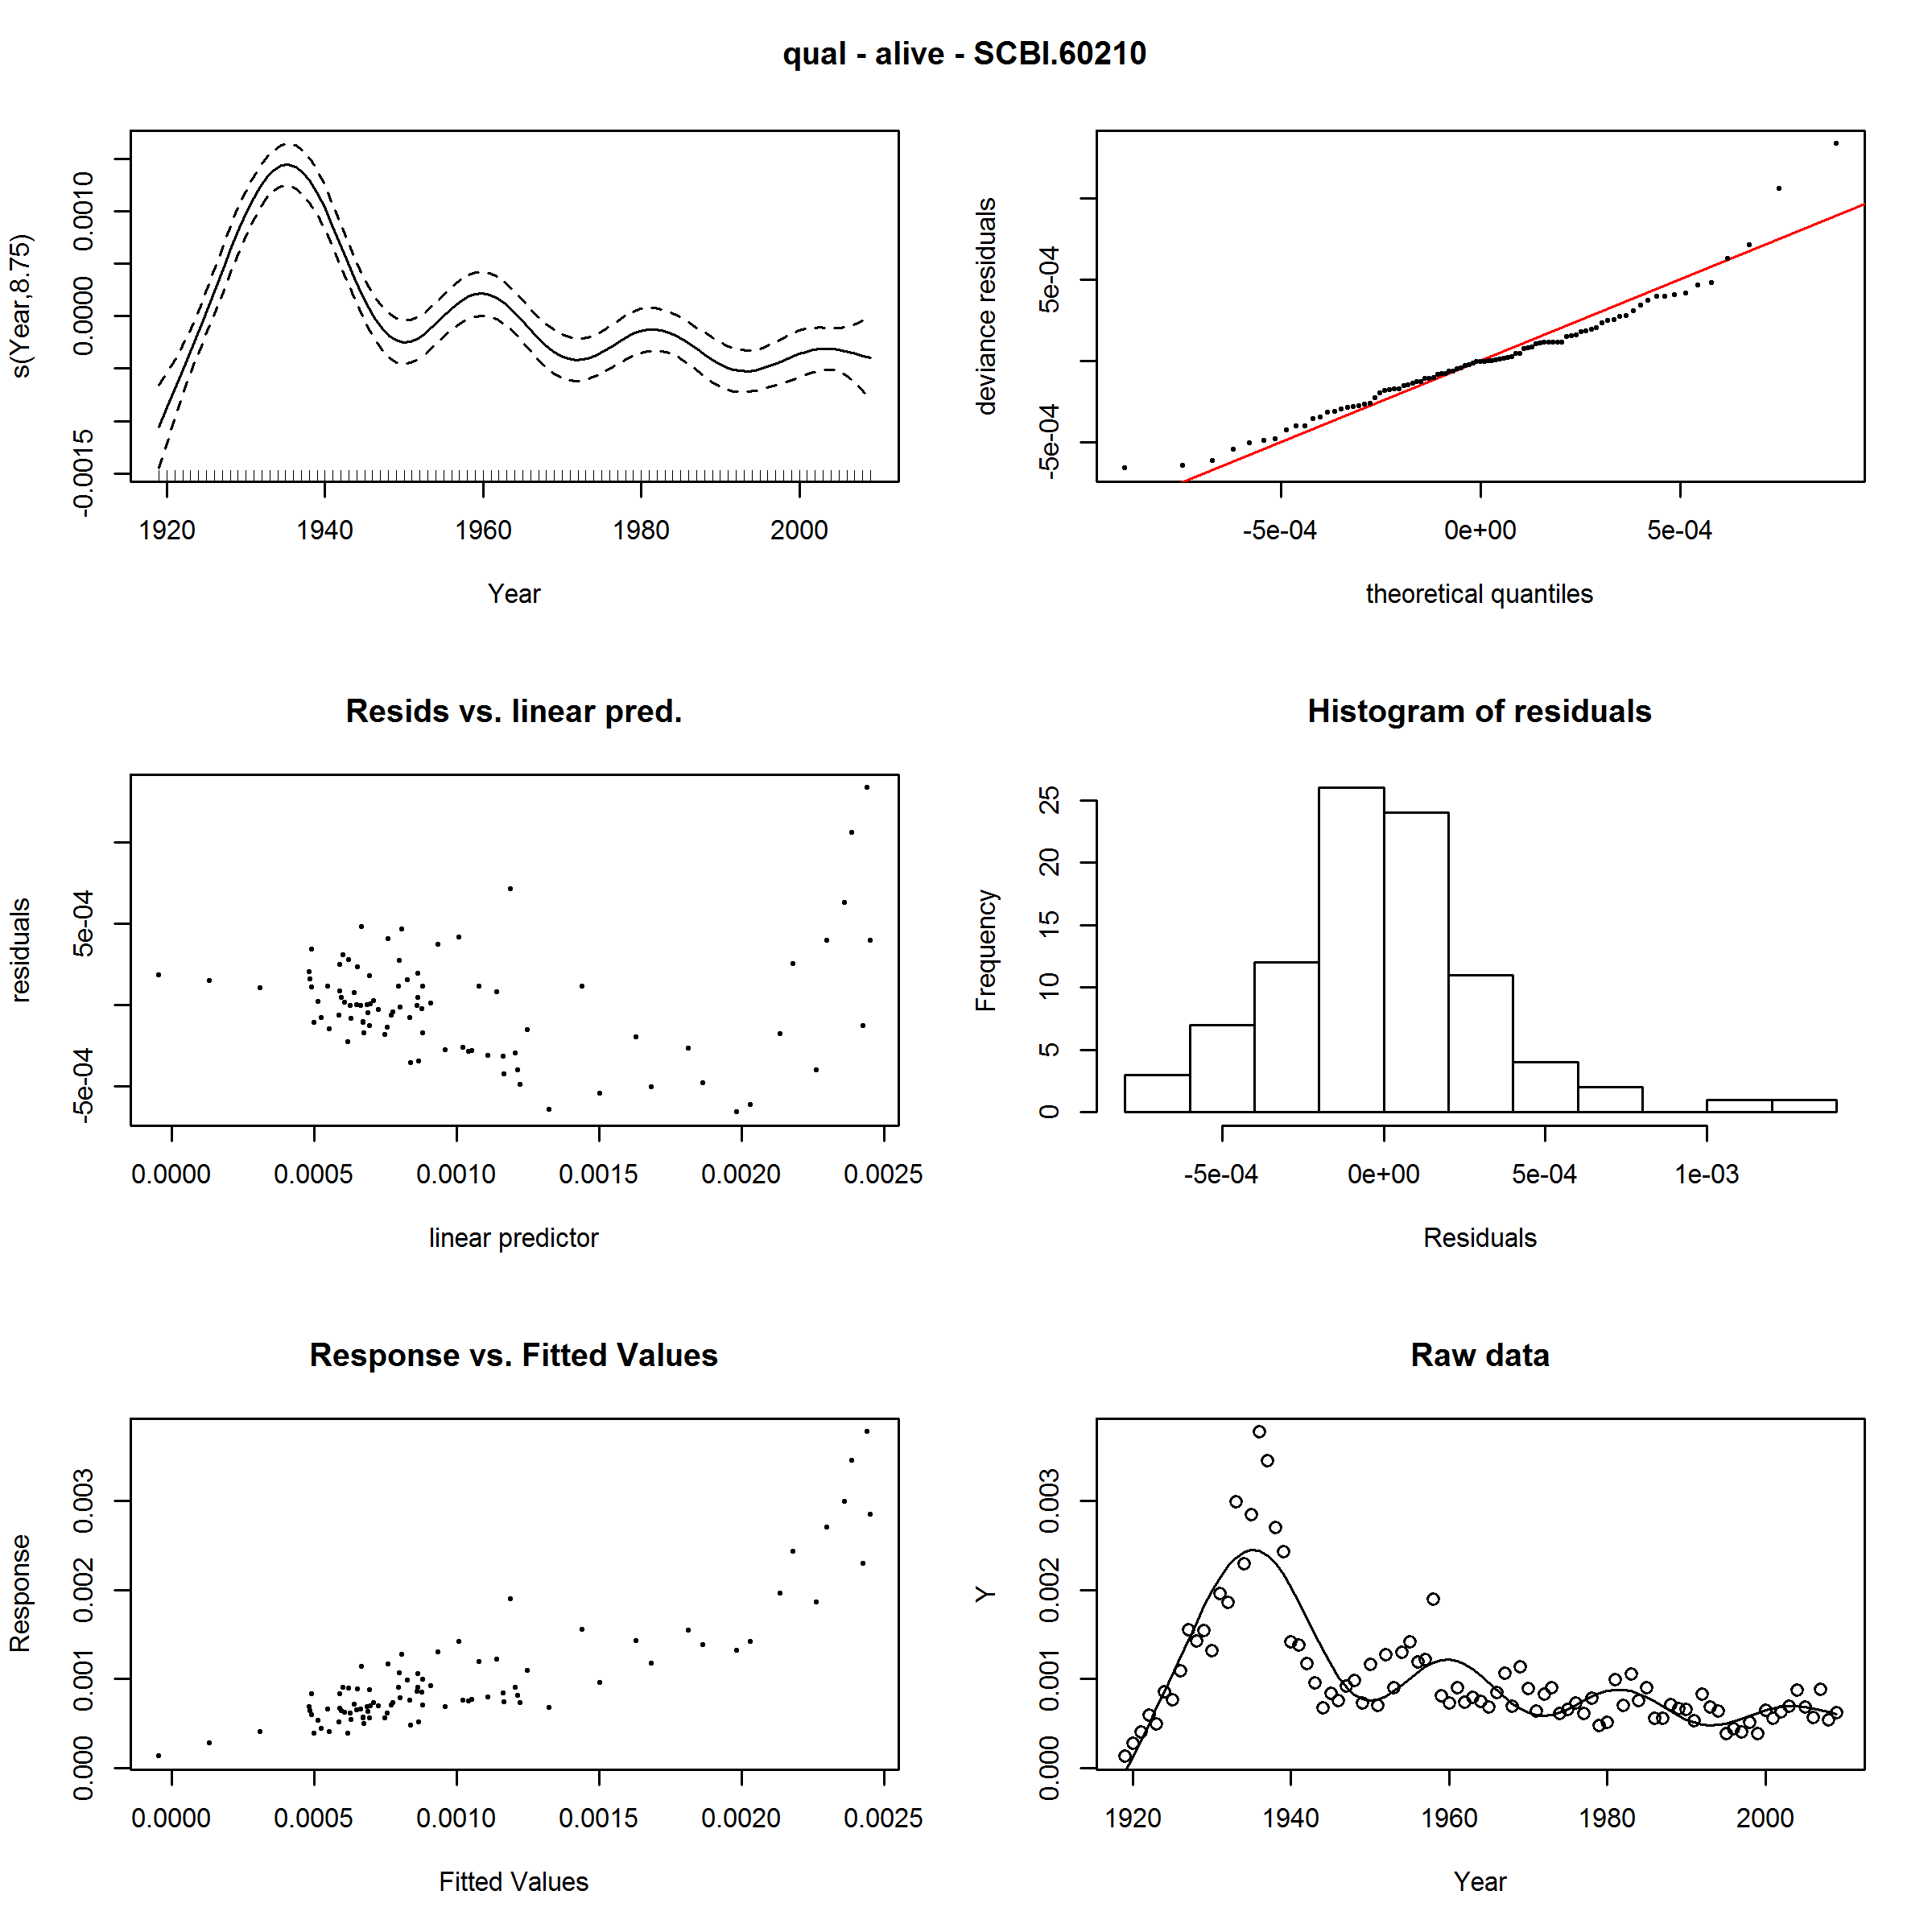 qual - alive - SCBI.60210
s(Year,8.75)
-0.0015 0.0000 0.0010
1920 1940 1960 1980 2000
Year
deviance residuals
-5e-04 5e-04
-5e-04 0e+00 5e-04
theoretical quantiles
Resids vs. linear pred.
residuals
-5e-04 5e-04
0.0000 0.0005 0.0010 0.0015 0.0020 0.0025
linear predictor
Histogram of residuals
Frequency
0 5 10 15 20 25
-5e-04 0e+00 5e-04 1e-03
Residuals
Response vs. Fitted Values
Response
0.000 0.001 0.002 0.003
0.0000 0.0005 0.0010 0.0015 0.0020 0.0025
Fitted Values
Raw data
Y
0.000 0.001 0.002 0.003
1920 1940 1960 1980 2000
Year